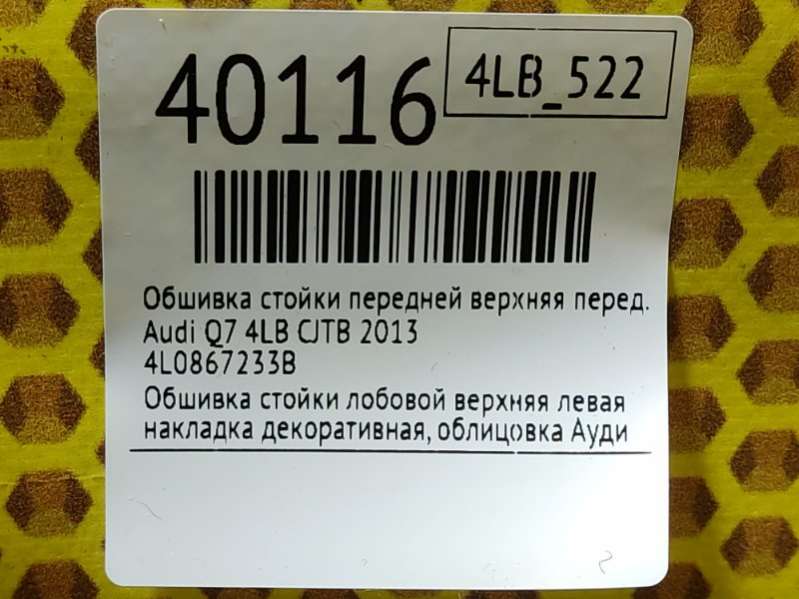 40116
4LB_522
Обшивка стойки передней верхняя перед.
Audi Q7 4LB CJTB 2013
4L0867233B
Обшивка стойки лобовой верхняя левая
накладка декоративная, облицовка Ауди